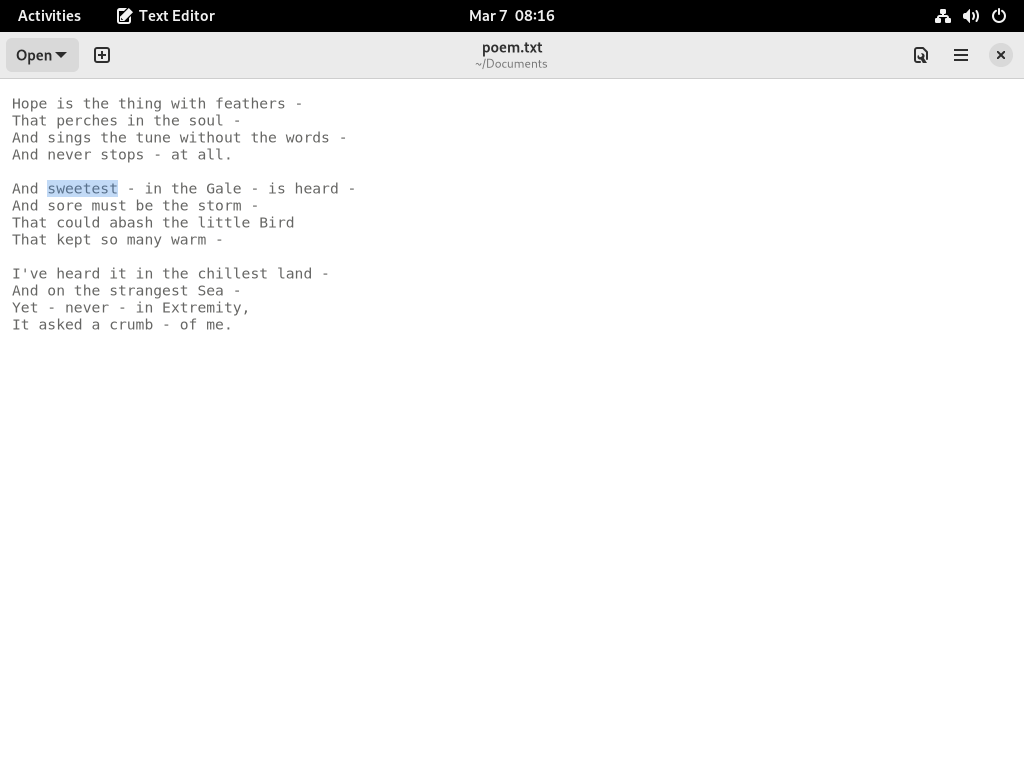 Activities Text Editor Mar 7 08:16
Open poem.txt
~/Documents
Hope is the thing with feathers -
That perches in the soul -
And sings the tune without the words -
And never stops - at all.
And sweetest - in the Gale - is heard -
And sore must be the storm -
That could abash the little Bird
That kept so many warm -
I've heard it in the chillest land -
And on the strangest Sea -
Yet - never - in Extremity,
It asked a crumb - of me.